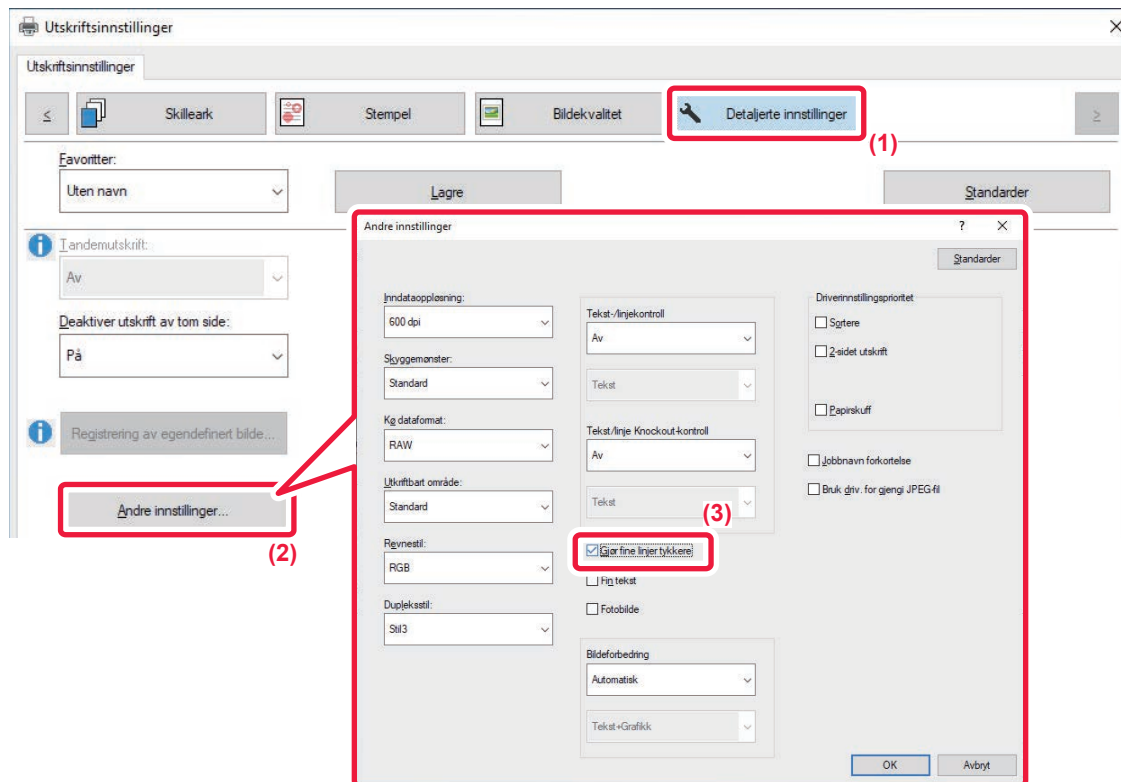 Utskriftsinnstillinger
Utskriftsinnstillinger
<
Skilleark
Stempel
Bildekvalitet
Detaljerte innstillinger
>
(1)
Favoritter:
Uten navn
Lagre
Standarder
Tandemutskrift:
Av
Deaktiver utskrift av tom side:
På
Registrering av egendefinert bilde...
Andre innstillinger...
(2)
Andre innstillinger
?
Standarder
Inndataoppløsning:
600 dpi
Skyggemønster:
Standard
Kø dataformat:
RAW
Utkriftbart område:
Standard
Revnestil:
RGB
Dupleksstil:
Stil3
Tekst-/linjekontroll
Av
Tekst
Tekst/linje Knockout-kontroll
Av
Tekst
(3)
Gjør fine linjer tykkere
Fin tekst
Fotobilde
Bildeforbedring
Automatisk
Tekst+Grafikk
Driverinnstillingsprioritet
Sortere
2-sidet utskrift
Papirskuff
Jobbnavn forkortelse
Bruk driv. for gjengi JPEG-fil
OK
Avbryt